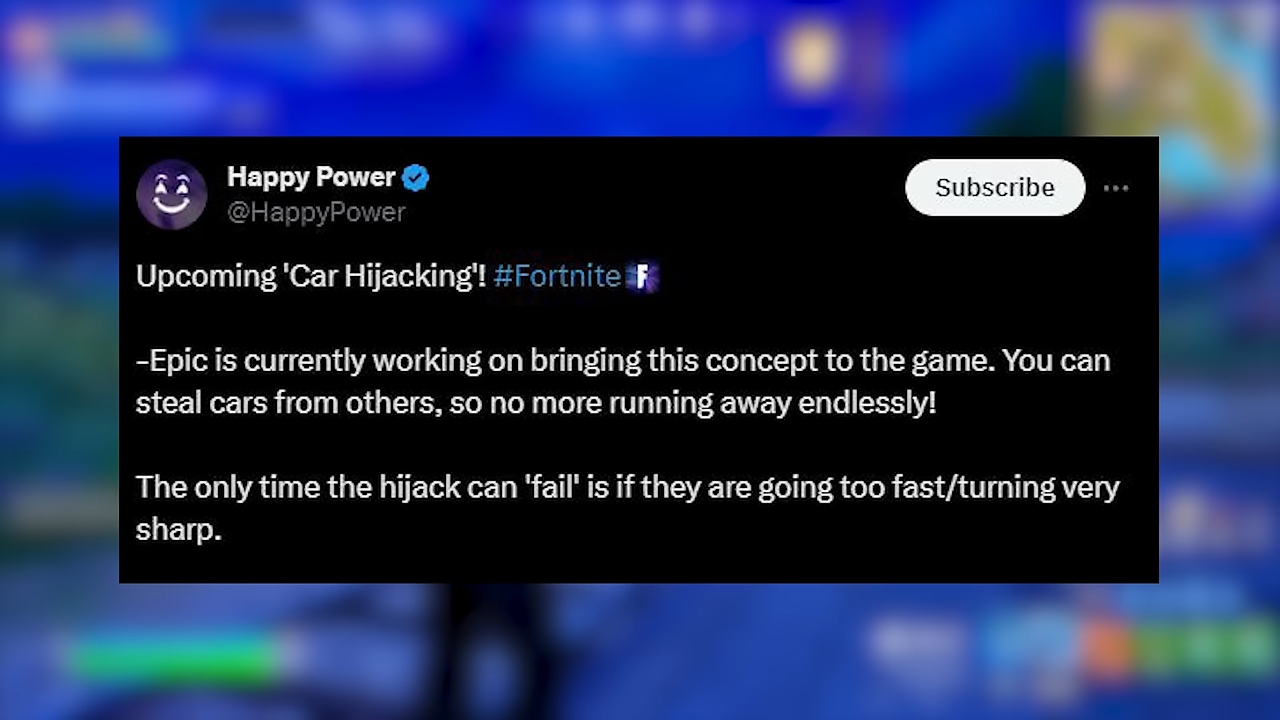 Happy Power
@HappyPower
Subscribe
Upcoming 'Car Hijacking'! #Fortnite
-Epic is currently working on bringing this concept to the game. You can
steal cars from others, so no more running away endlessly!
The only time the hijack can 'fail' is if they are going too fast/turning very
sharp.